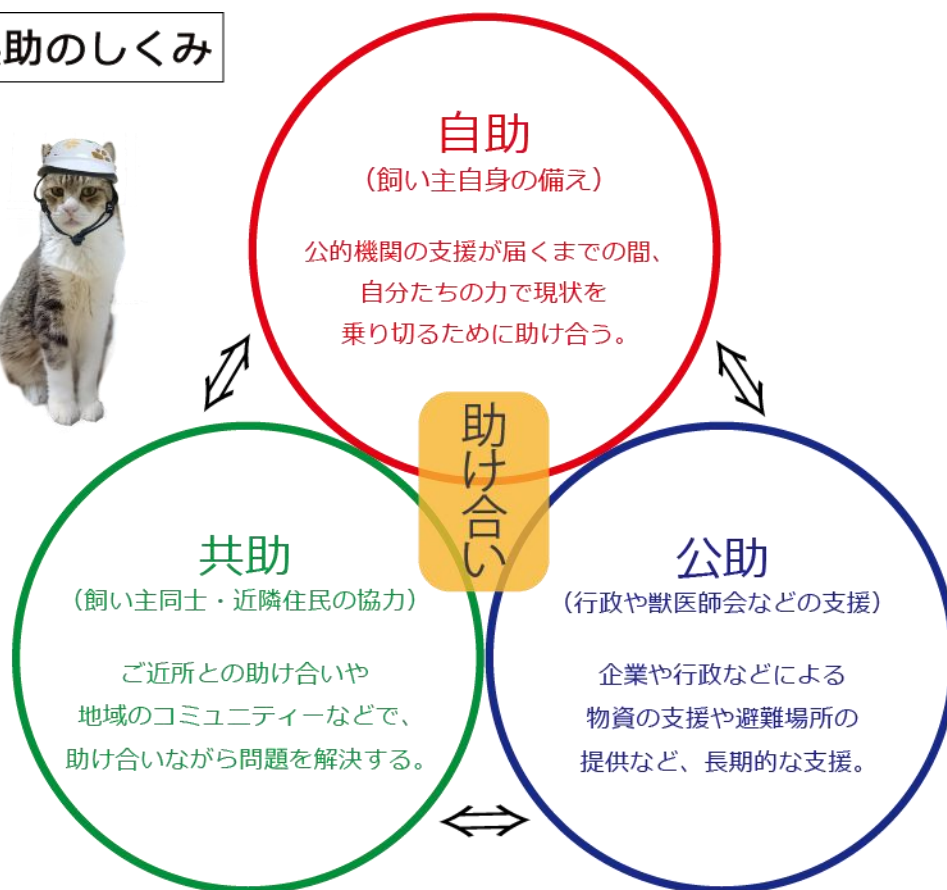 助のしくみ
自助
（飼い主自身の備え）
公的機関の支援が届くまでの間、
自分たちの力で現状を
乗り切るために助け合う。
助け合い
共助
（飼い主同士・近隣住民の協力）
ご近所との助け合いや
地域のコミュニティーなどで、
助け合いながら問題を解決する。
公助
（行政や獣医師会などの支援）
企業や行政などによる
物資の支援や避難場所の
提供など、長期的な支援。